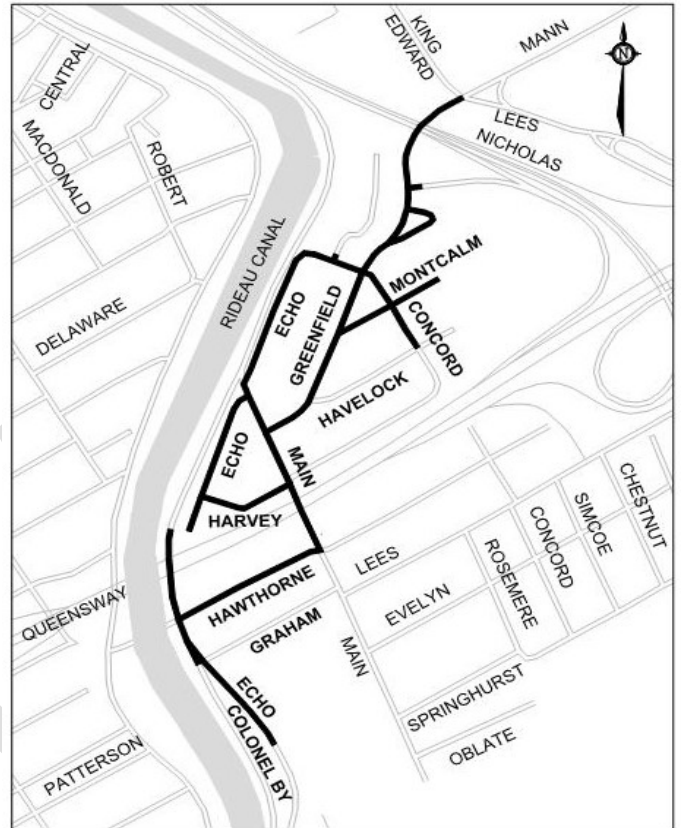 KING
EDWARD
MANN
N
CENTRAL
LEES
MACDONALD
NICHOLAS
ROBERT
RIDEAU CANAL
MONTCALM
ECHO
GREENFIELD
DELAWARE
CONCORD
HAVELOCK
ECHO
MAIN
CHESTNUT
SIMCOE
HARVEY
CONCORD
LEES
ROSEMERE
HAWTHORNE
EVELYN
QUEENSWAY
GRAHAM
MAIN
ECHO
SPRINGHURST
COLONEL BY
OBLATE
PATTERSON